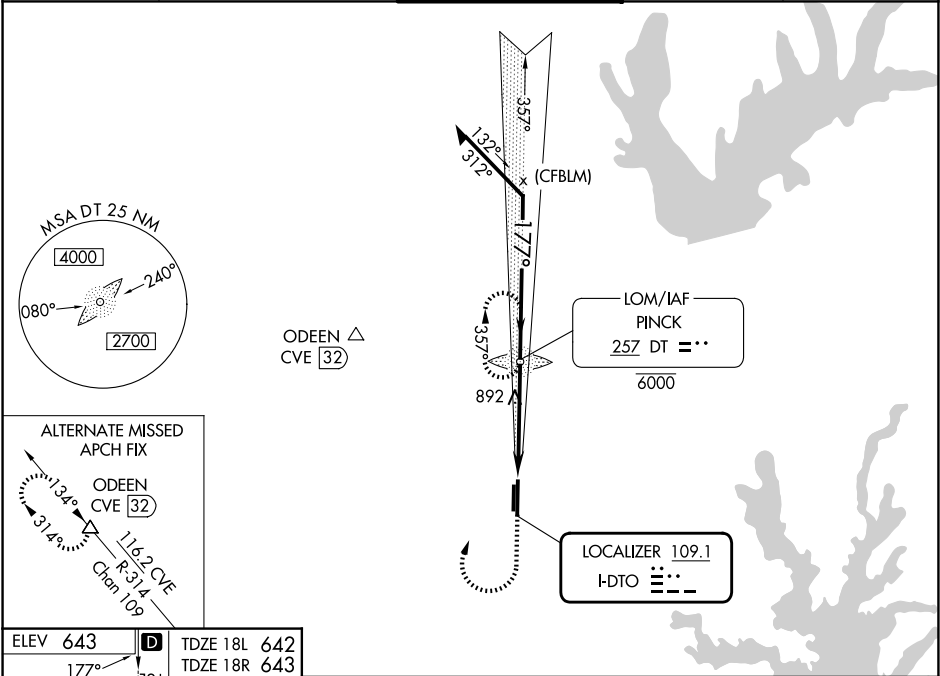 357°
132°
312°
(CFBLM)
177°
MSA DT 25 NM
4000
240°
080°
2700
ODEEN
CVE 32
357°
LOM/IAF
PINCK
257 DT
6000
892
ALTERNATE MISSED
APCH FIX
ODEEN
CVE 32
134°
314°
116.2 CVE
R-314
Chan 109
LOCALIZER 109.1
I-DTO
ELEV 643
D
TDZE 18L 642
TDZE 18R 643
177°